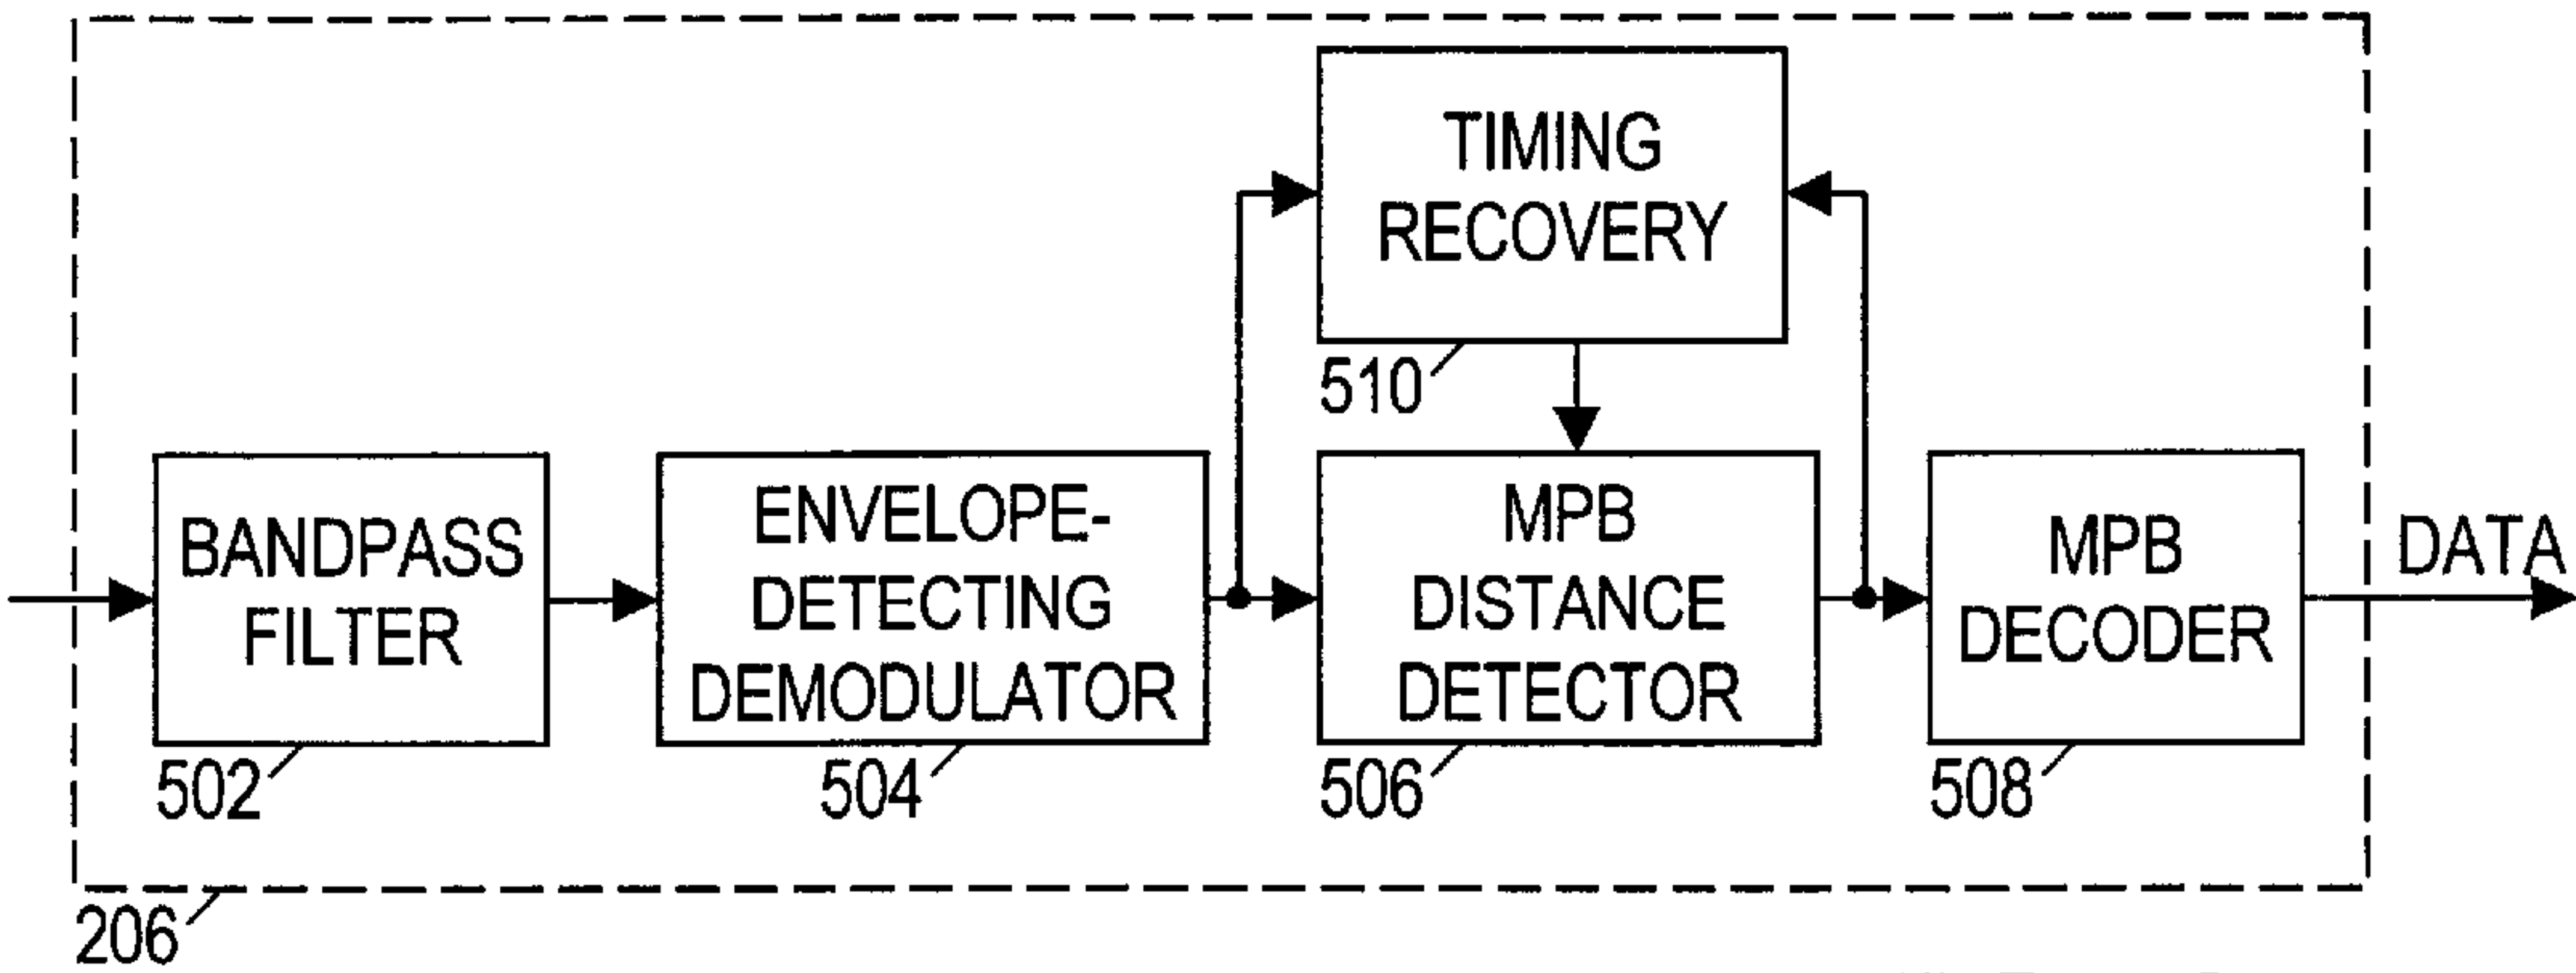 TIMING
RECOVERY
510
BANDPASS
FILTER
502
ENVELOPE-
DETECTING
DEMODULATOR
504
MPB
DISTANCE
DETECTOR
506
MPB
DECODER
508
DATA
206